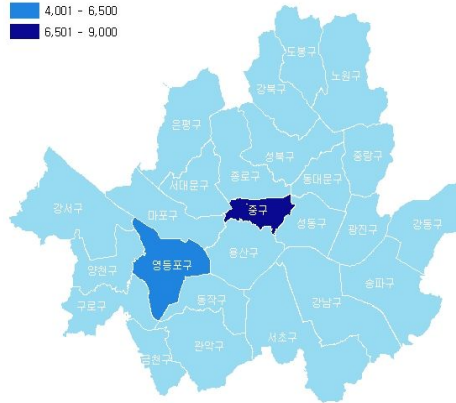 4,001 - 6,500
6,501 - 9,000
도봉구
노원구
강북구
은평구
성북구
중랑구
종로구
동대문구
서대문구
강서구
마포구
중구
성동구
광진구
강동구
용산구
영등포구
양천구
송파구
동작구
강남구
구로구
서초구
관악구
금천구